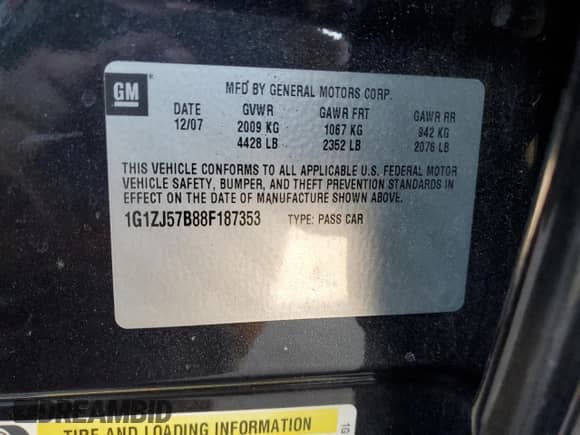 GM
MFD BY GENERAL MOTORS CORP.
DATE GVWR GAWR FRT GAWR RR
12/07 2009 KG 1067 KG 942 KG
4428 LB 2352 LB 2076 LB
THIS VEHICLE CONFORMS TO ALL APPLICABLE U.S. FEDERAL MOTOR
VEHICLE SAFETY, BUMPER, AND THEFT PREVENTION STANDARDS IN
EFFECT ON THE DATE OF MANUFACTURE SHOWN ABOVE.
1G1ZJ57B88F187353 TYPE: PASS CAR
DREAMBID
TIRE AND LOADING INFORMATION
1G